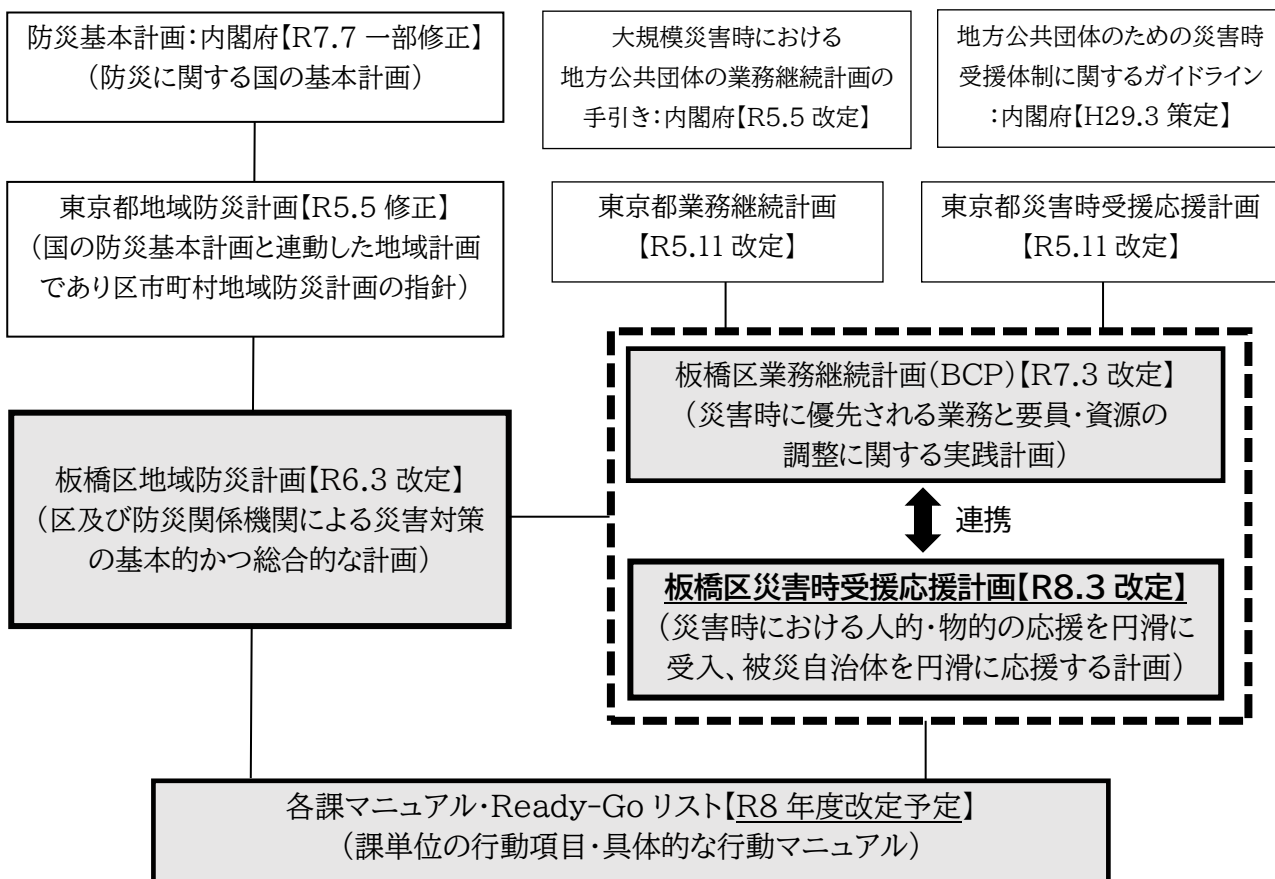 防災基本計画:内閣府【R7.7 一部修正】
(防災に関する国の基本計画)
大規模災害時における
地方公共団体の業務継続計画の
手引き:内閣府【R5.5 改定】
地方公共団体のための災害時
受援体制に関するガイドライン
:内閣府【H29.3 策定】
東京都地域防災計画【R5.5 修正】
(国の防災基本計画と連動した地域計画
であり区市町村地域防災計画の指針)
東京都業務継続計画
【R5.11 改定】
東京都災害時受援応援計画
【R5.11 改定】
板橋区地域防災計画【R6.3 改定】
(区及び防災関係機関による災害対策
の基本的かつ総合的な計画)
板橋区業務継続計画(BCP)【R7.3 改定】
(災害時に優先される業務と要員・資源の
調整に関する実践計画)
連携
板橋区災害時受援応援計画【R8.3 改定】
(災害時における人的・物的の応援を円滑に
受入、被災自治体を円滑に応援する計画)
各課マニュアル・Ready-Go リスト【R8 年度改定予定】
(課単位の行動項目・具体的な行動マニュアル)